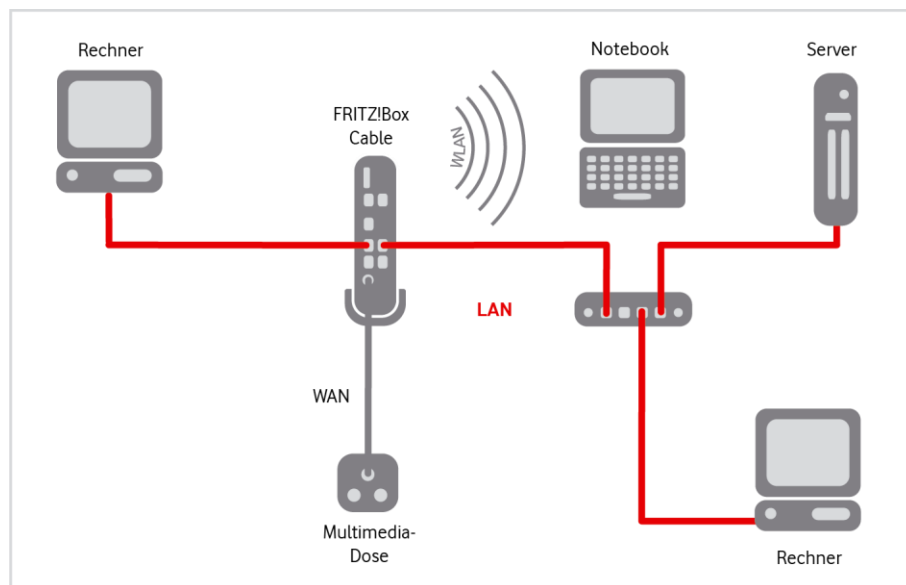 Rechner
Notebook
Server
FRITZ!Box
Cable
WLAN
LAN
WAN
Multimedia-
Dose
Rechner